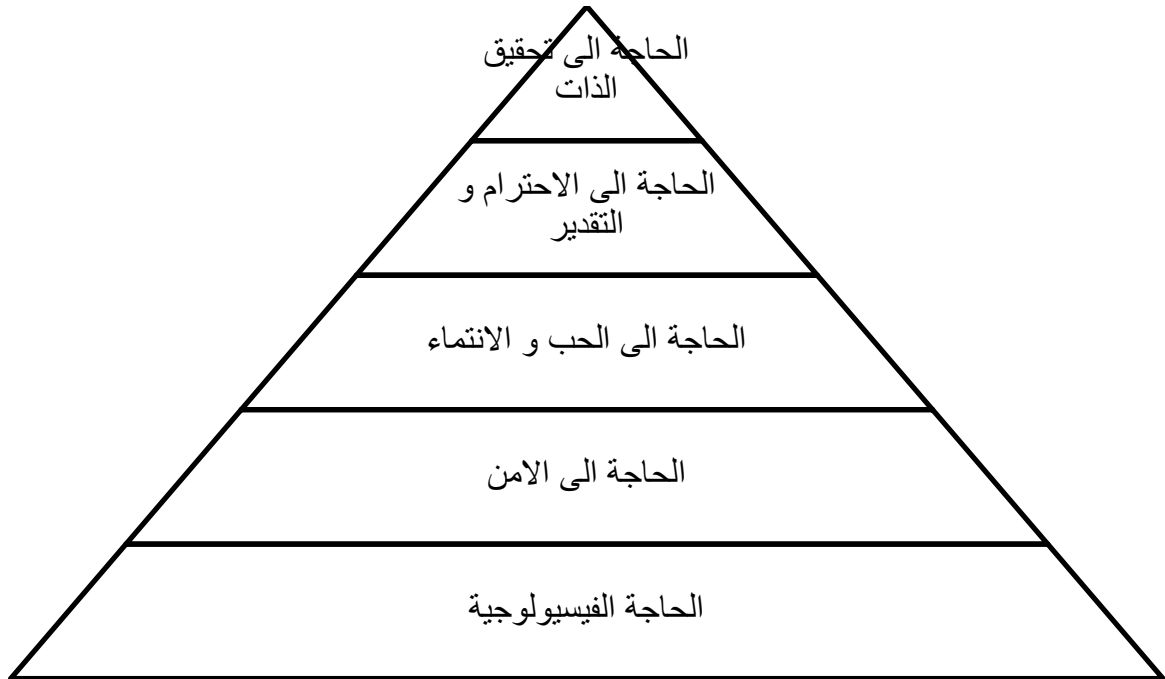 الحاجة الى تحقيق
الذات
الحاجة الى الاحترام و
التقدير
الحاجة الى الحب و الانتماء
الحاجة الى الامن
الحاجة الفيسيولوجية